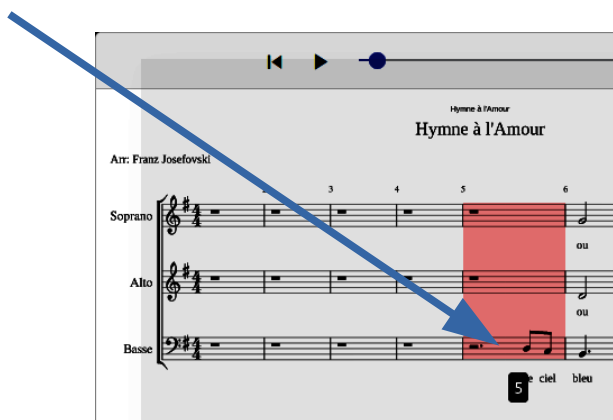 Hymne à l'Amour
Hymne à l'Amour
Arr: Franz Josefovski
3 4 5 6
Soprano
ou
Alto
ou
Basse
5 ciel bleu